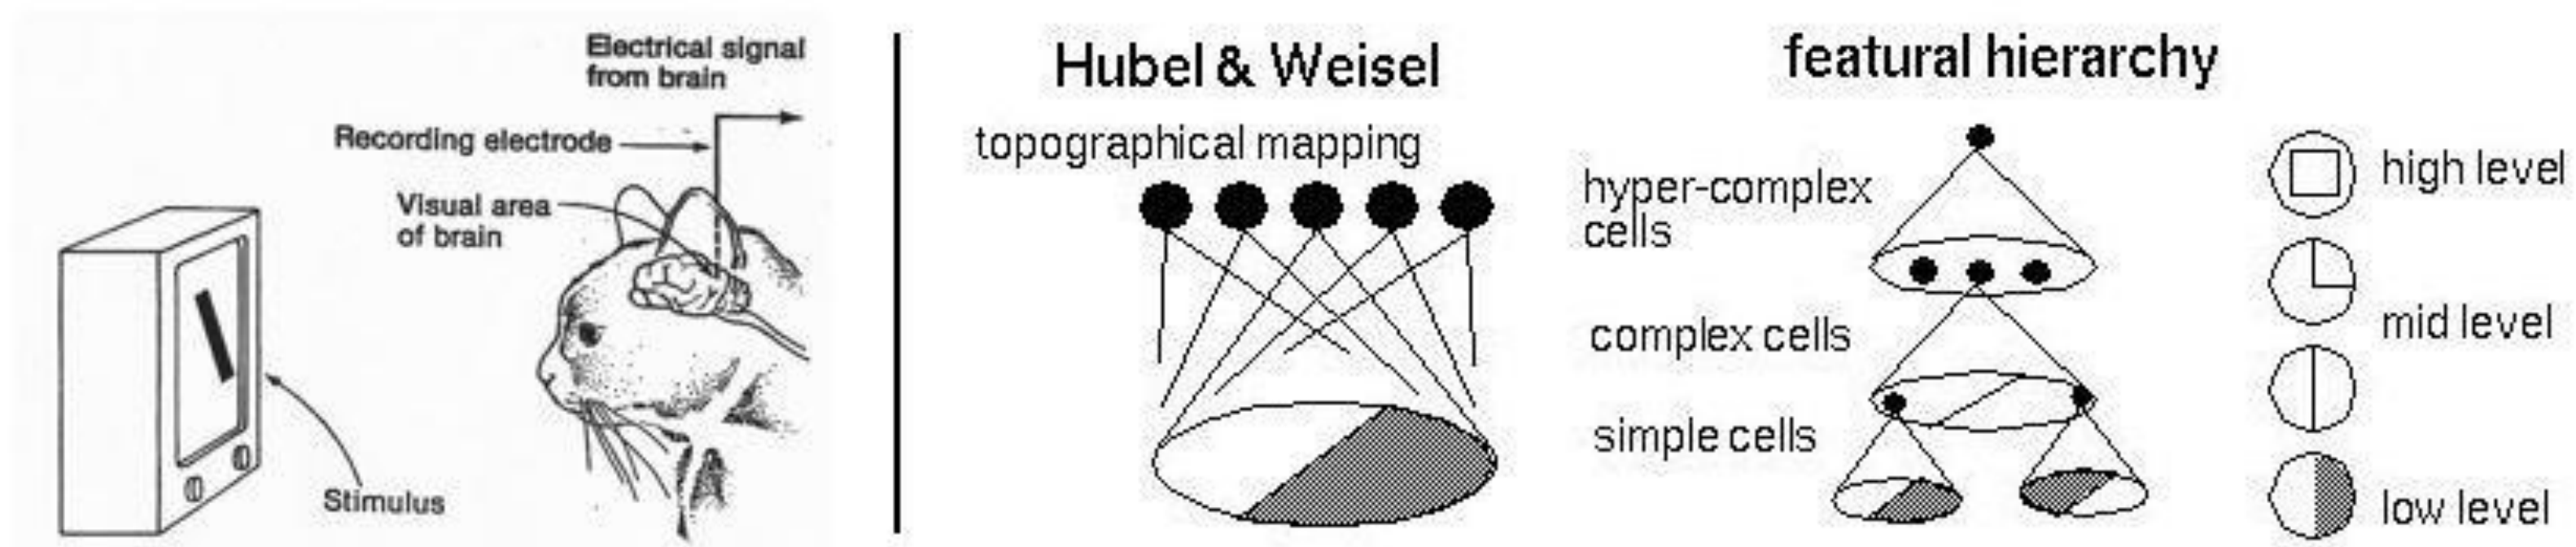 Electrical signal
from brain
Recording electrode
Visual area
of brain
Stimulus
Hubel & Weisel
topographical mapping
featural hierarchy
hyper-complex
cells
complex cells
simple cells
high level
mid level
low level